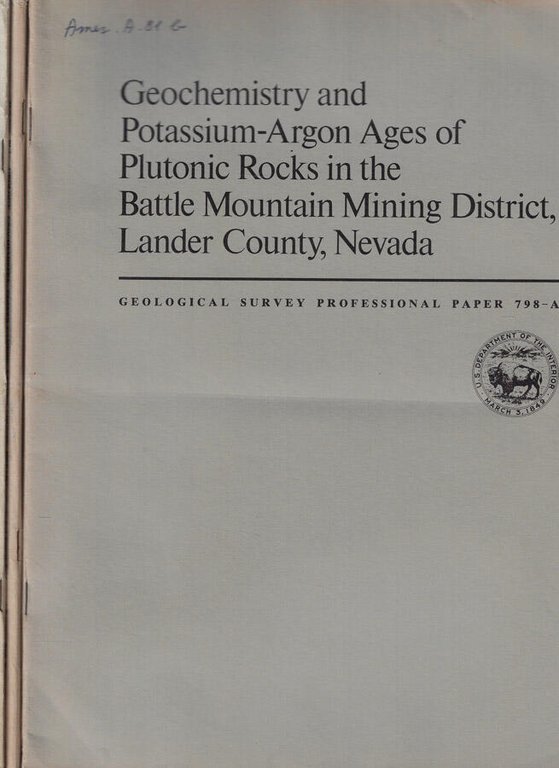 Amer. A-81 b
Geochemistry and
Potassium-Argon Ages of
Plutonic Rocks in the
Battle Mountain Mining District,
Lander County, Nevada
GEOLOGICAL SURVEY PROFESSIONAL PAPER 798-A
U.S. DEPARTMENT OF THE INTERIOR
MARCH 3, 1849